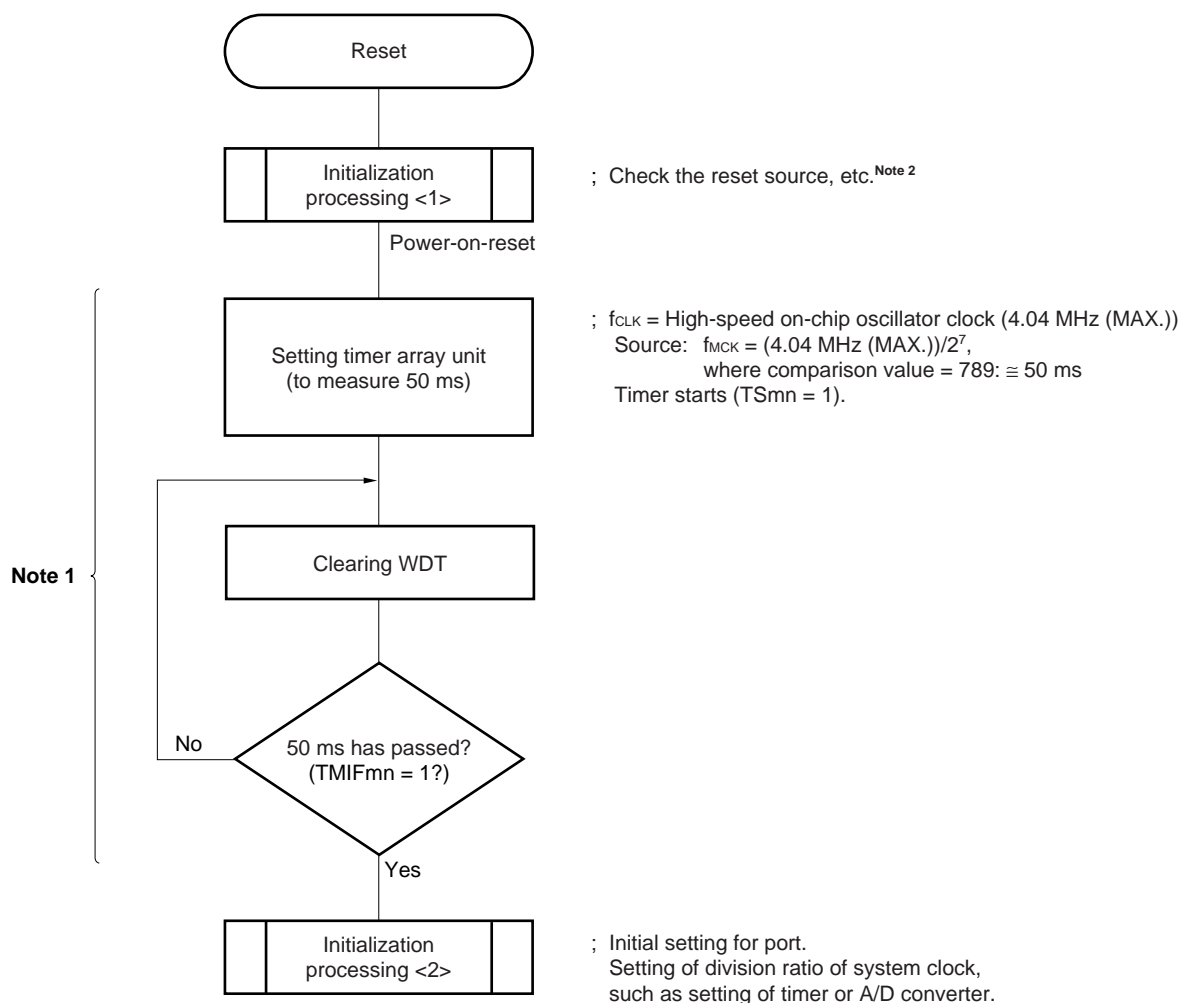 Reset
Initialization
processing <1>
; Check the reset source, etc.Note 2
Power-on-reset
Setting timer array unit
(to measure 50 ms)
; fCLK = High-speed on-chip oscillator clock (4.04 MHz (MAX.))
Source: fMCK = (4.04 MHz (MAX.))/2⁷,
where comparison value = 789: ≅ 50 ms
Timer starts (TSmn = 1).
Clearing WDT
Note 1
No
50 ms has passed?
(TMIFmn = 1?)
Yes
Initialization
processing <2>
; Initial setting for port.
Setting of division ratio of system clock,
such as setting of timer or A/D converter.